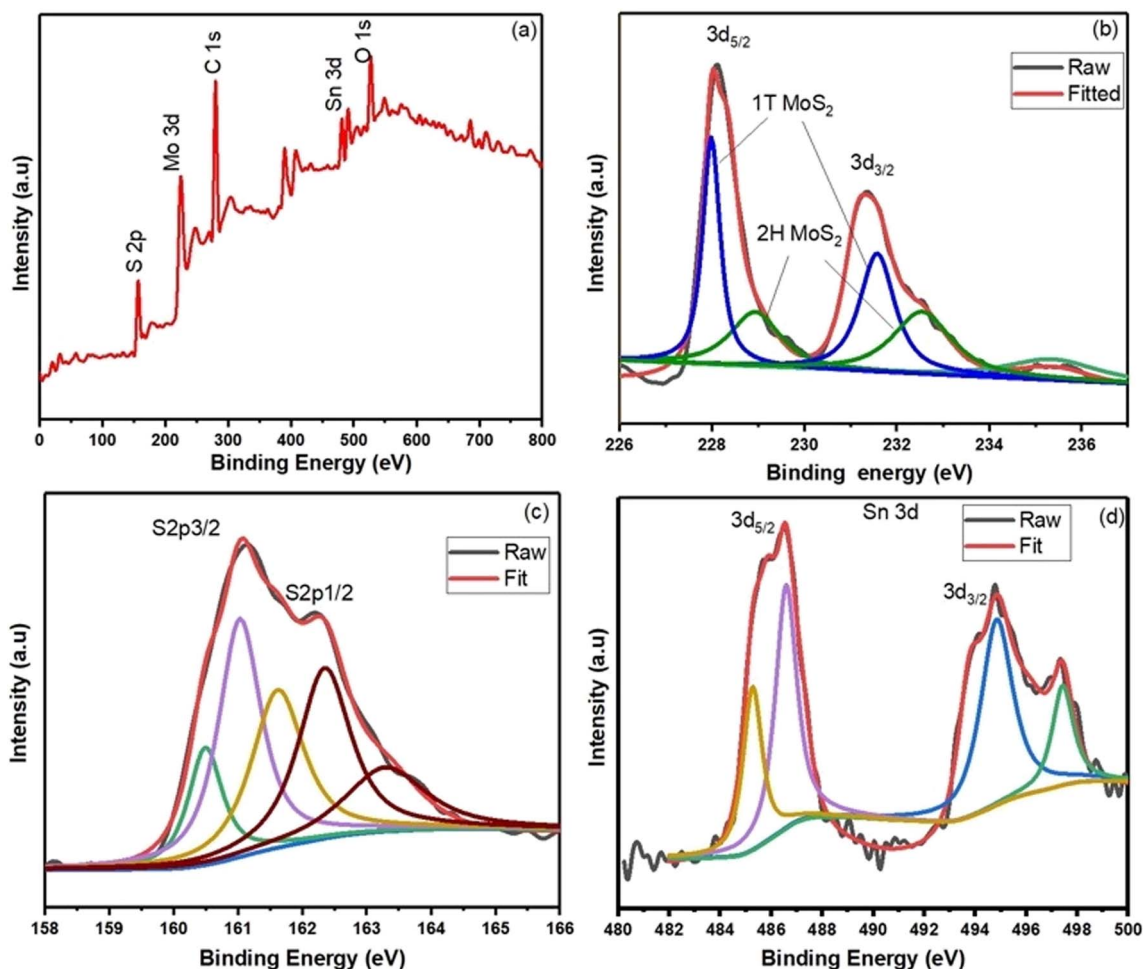 (a)
S 2p
Mo 3d
C 1s
Sn 3d
O 1s
Intensity (a.u)
0 100 200 300 400 500 600 700 800
Binding Energy (eV)
(b)
3d5/2
Raw
Fitted
1T MoS2
3d3/2
2H MoS2
Intensity (a.u)
226 228 230 232 234 236
Binding energy (eV)
(c)
S2p3/2
Raw
Fit
S2p1/2
Intensity (a.u)
158 159 160 161 162 163 164 165 166
Binding Energy (eV)
Sn 3d
(d)
3d5/2
Raw
Fit
3d3/2
Intensity (a.u)
480 482 484 486 488 490 492 494 496 498 500
Binding Energy (eV)